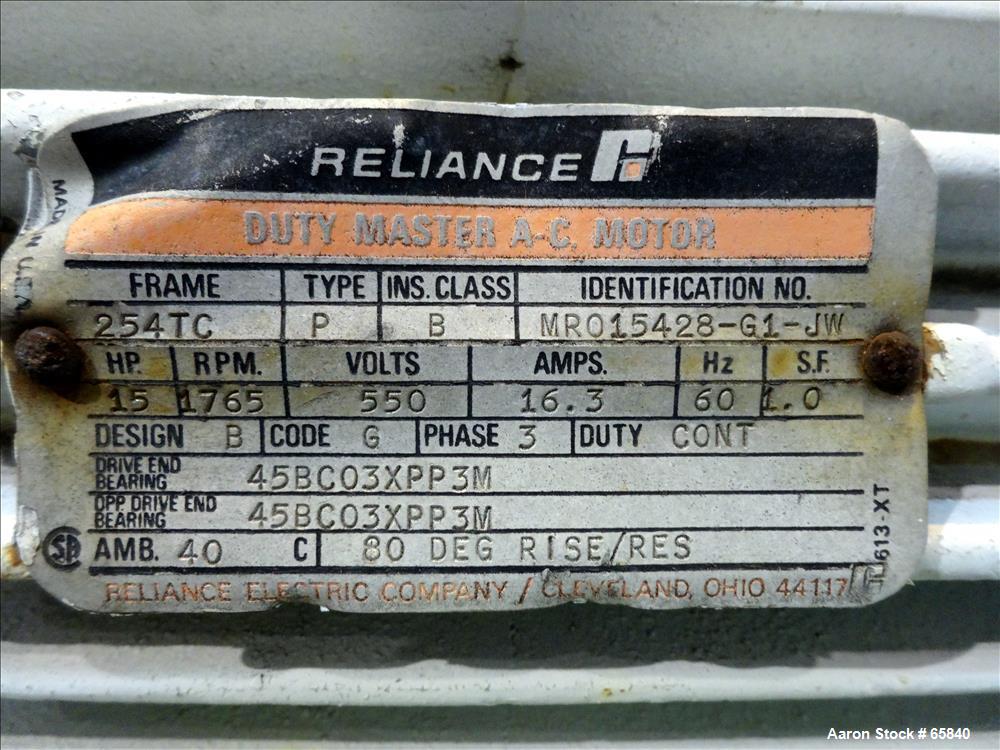 RELIANCE
MADE IN U.S.A.
DUTY MASTER A-C. MOTOR
FRAME TYPE INS. CLASS IDENTIFICATION NO.
254TC P B MR015428-G1-JW
HP. RPM. VOLTS AMPS. Hz S.F.
15 1765 550 16.3 60 1.0
DESIGN B CODE G PHASE 3 DUTY CONT
DRIVE END
BEARING 45BC03XPP3M
OPP DRIVE END
BEARING 45BC03XPP3M
SA AMB. 40 C 80 DEG RISE/RES
RELIANCE ELECTRIC COMPANY / CLEVELAND, OHIO 44117
613-XT
Aaron Stock # 65840